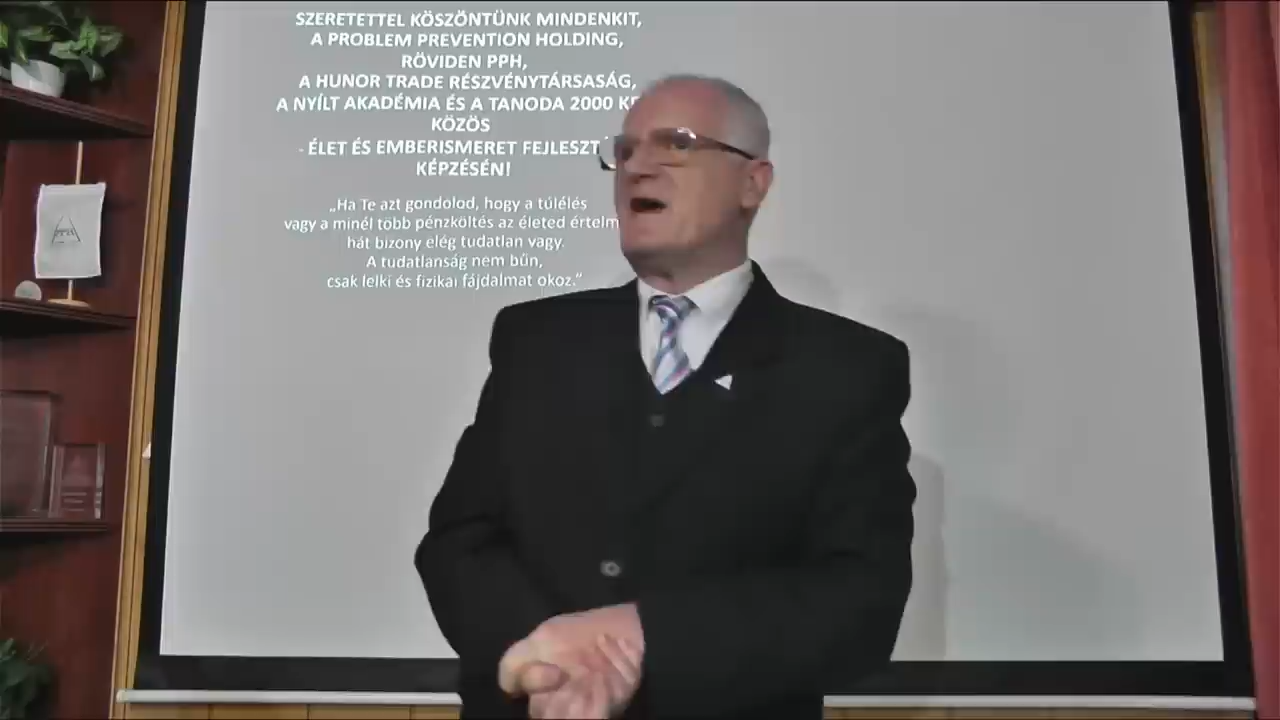 SZERETETTEL KÖSZÖNTÜNK MINDENKIT,
A PROBLEM PREVENTION HOLDING,
RÖVIDEN PPH,
A HUNOR TRADE RÉSZVÉNYTÁRSASÁG,
A NYÍLT AKADÉMIA ÉS A TANODA 2000
KÖZÖS
- ÉLET ÉS EMBERISMERET FEJLESZT
KÉPZÉSÉN!
„Ha Te azt gondolod, hogy a túlélés
vagy a minél több pénzköltés az életed értelm
hát bizony elég tudatlan vagy.
A tudatlanság nem bűn,
csak lelki és fizikai fájdalmat okoz.”